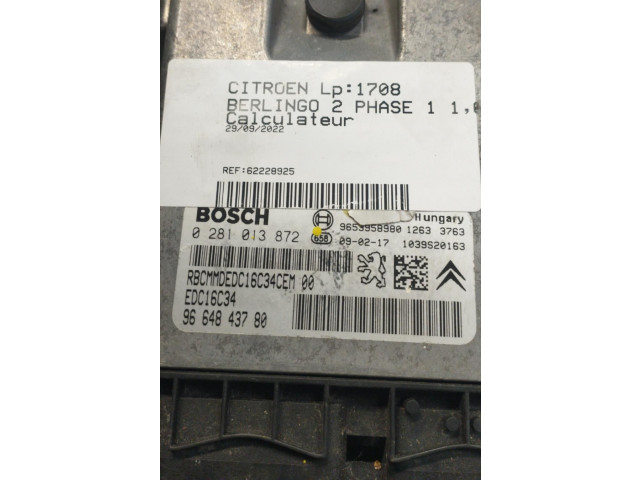 CITROEN Lp:1708
BERLINGO 2 PHASE 1 1,
Calculateur
29/09/2022
REF:62228925
BOSCH
Hungary
0 281 013 872
658
9653958980 1263 3763
09-02-17 1039S20163
RBCMMDEDC16C34CEM 00
EDC16C34
96 648 437 80